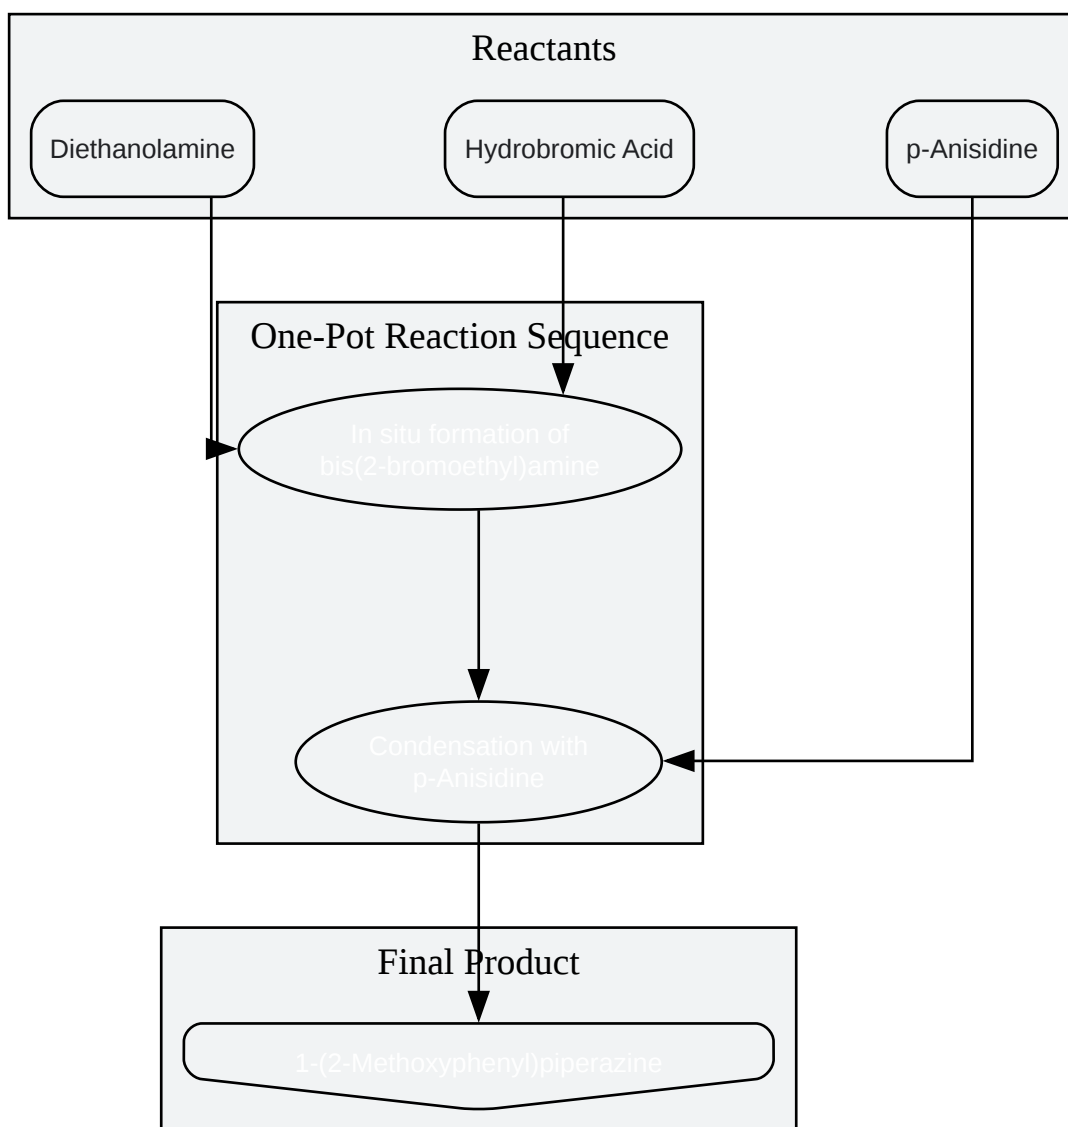 Reactants
Diethanolamine
Hydrobromic Acid
p-Anisidine
One-Pot Reaction Sequence
In situ formation of
bis(2-bromoethyl)amine
Condensation with
p-Anisidine
Final Product
1-(2-Methoxyphenyl)piperazine